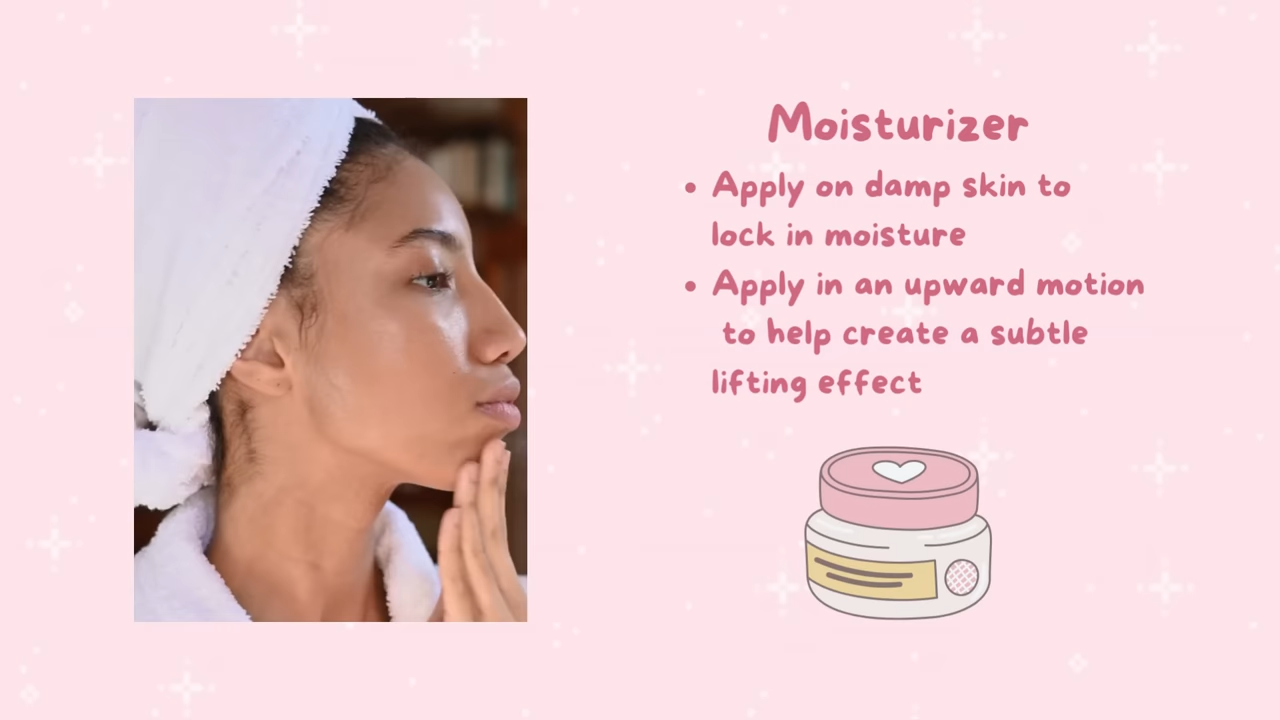 Moisturizer
• Apply on damp skin to
lock in moisture
• Apply in an upward motion
to help create a subtle
lifting effect